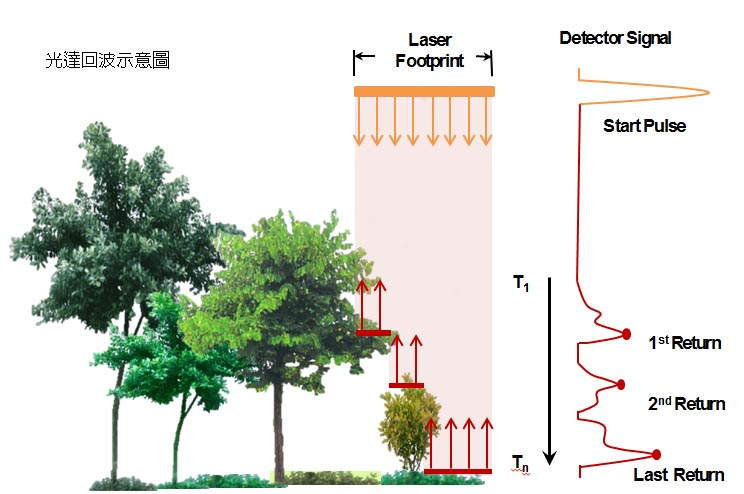 光達回波示意圖
Laser
Footprint
Detector Signal
Start Pulse
T1
1st Return
2nd Return
Tn
Last Return